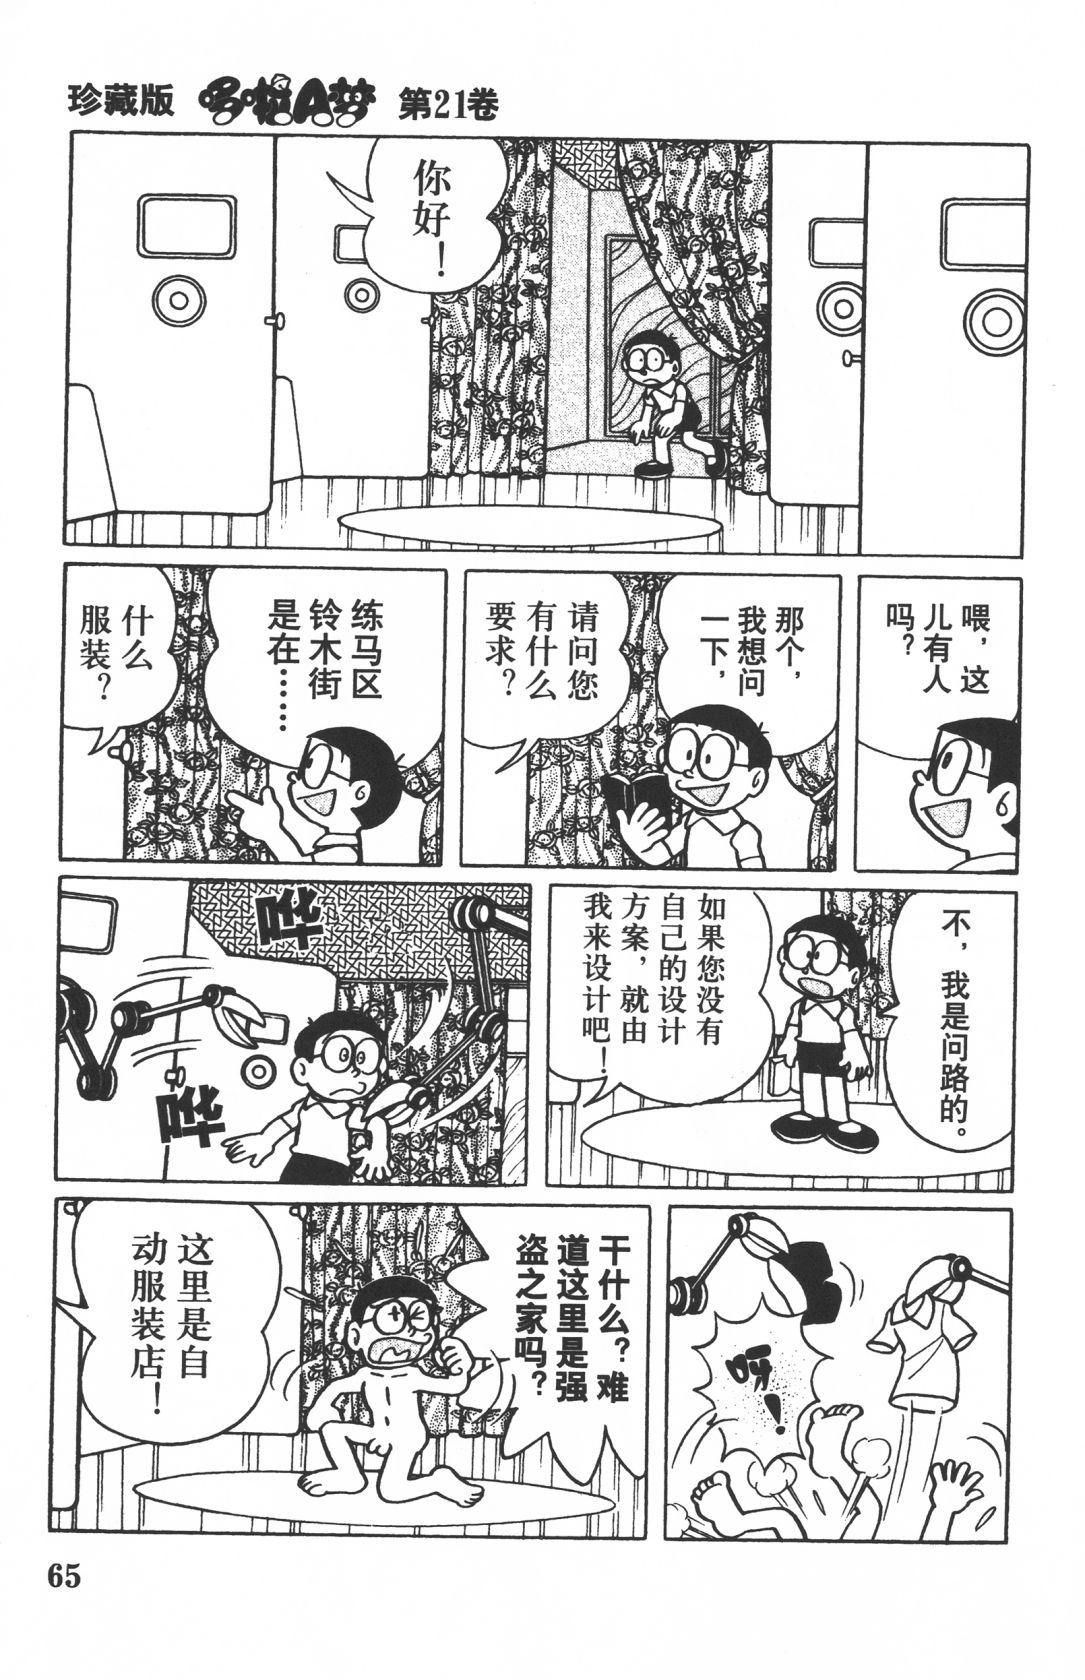 珍藏版 哆啦A梦 第21卷
你好！
喂，这
儿有人
吗？
那个，
我想问
一下，
请问您
有什么
要求？
练马区
铃木街
是在……
什么
服装？
不，我是问路的。
如果您没有
自己的设计
方案，就由
我来设计吧！
哗
哗
呀！
干什么？难
道这里是强
盗之家吗？
这里是自
动服装店！
65